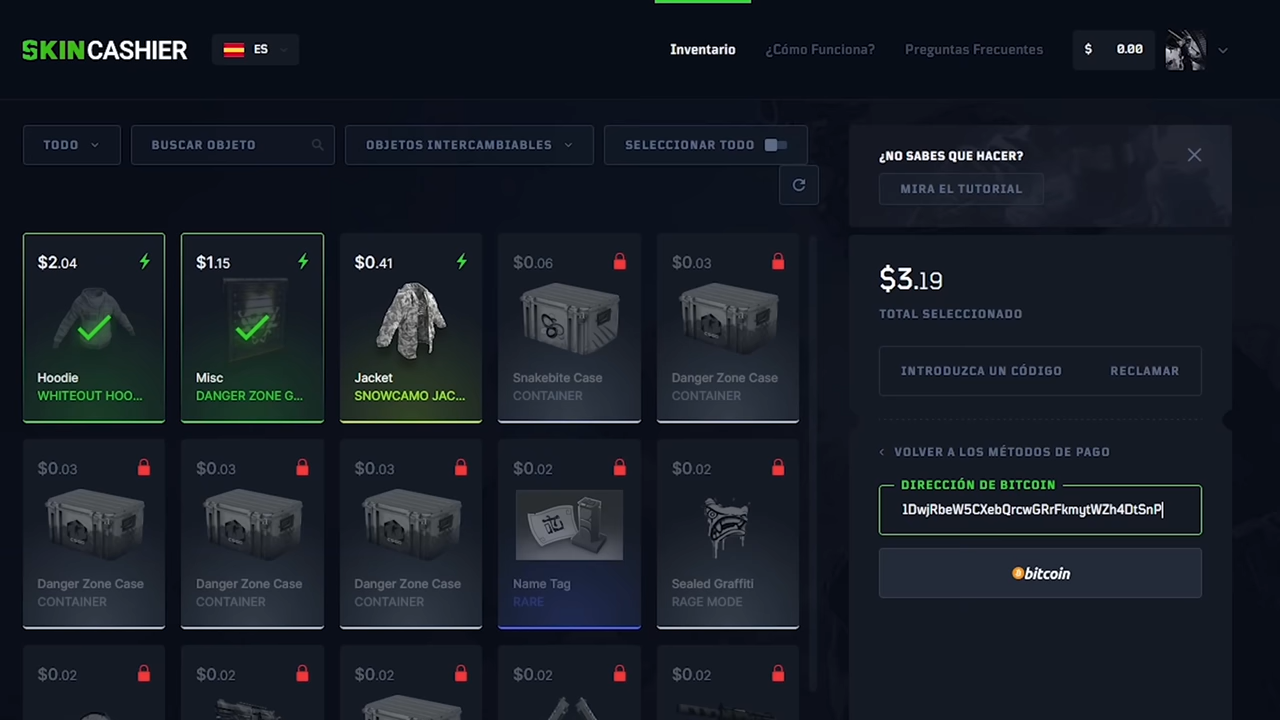 SKINCASHIER
ES
Inventario
¿Cómo Funciona?
Preguntas Frecuentes
$ 0.00
TODO
BUSCAR OBJETO
OBJETOS INTERCAMBIABLES
SELECCIONAR TODO
¿NO SABES QUE HACER?
MIRA EL TUTORIAL
$2.04
Hoodie
WHITEOUT HOO...
$1.15
Misc
DANGER ZONE G...
$0.41
Jacket
SNOWCAMO JAC...
$0.06
Snakebite Case
CONTAINER
$0.03
Danger Zone Case
CONTAINER
$0.03
Danger Zone Case
CONTAINER
$0.03
Danger Zone Case
CONTAINER
$0.03
Danger Zone Case
CONTAINER
$0.02
Name Tag
RARE
$0.02
Sealed Graffiti
RAGE MODE
$0.02
$0.02
$0.02
$0.02
$0.02
$3.19
TOTAL SELECCIONADO
INTRODUZCA UN CÓDIGO
RECLAMAR
VOLVER A LOS MÉTODOS DE PAGO
DIRECCIÓN DE BITCOIN
1DwjRbeW5CXebQrcwGRrFkmytWZh4DtSnP
bitcoin